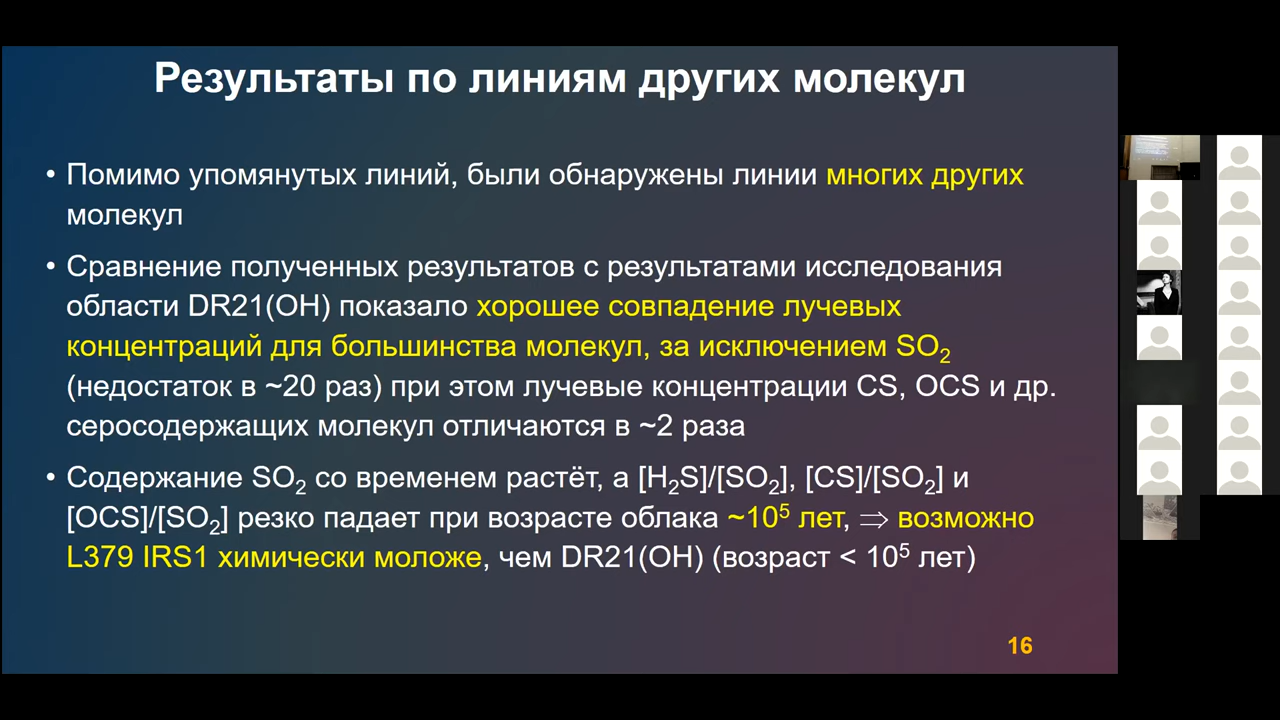 Результаты по линиям других молекул
• Помимо упомянутых линий, были обнаружены линии многих других
молекул
• Сравнение полученных результатов с результатами исследования
области DR21(OH) показало хорошее совпадение лучевых
концентраций для большинства молекул, за исключением SO₂
(недостаток в ~20 раз) при этом лучевые концентрации CS, OCS и др.
серосодержащих молекул отличаются в ~2 раза
• Содержание SO₂ со временем растёт, а [H₂S]/[SO₂], [CS]/[SO₂] и
[OCS]/[SO₂] резко падает при возрасте облака ~10⁵ лет, ⇒ возможно
L379 IRS1 химически моложе, чем DR21(OH) (возраст < 10⁵ лет)
16